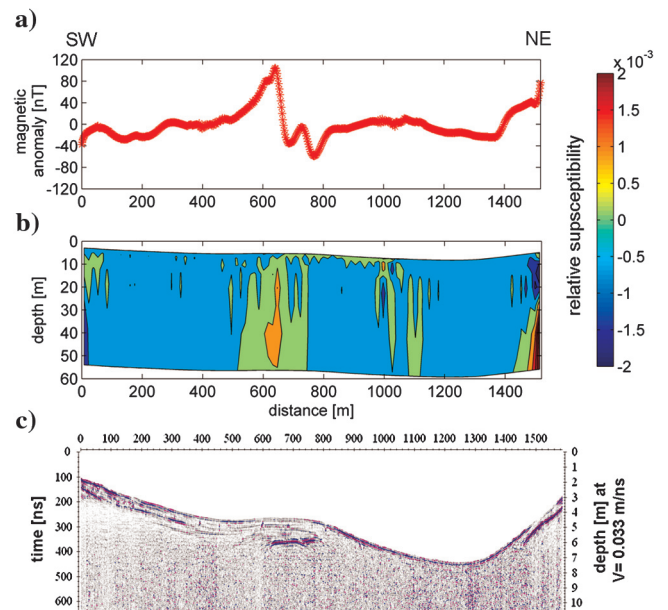 a)
SW
NE
magnetic
anomaly [nT]
120
80
40
0
-40
-80
-120
0 200 400 600 800 1000 1200 1400
x 10⁻³
2
1.5
1
0.5
0
-0.5
-1
-1.5
-2
relative supsceptibility
b)
depth [m]
0
10
20
30
40
50
60
0 200 400 600 800 1000 1200 1400
distance [m]
c)
0 100 200 300 400 500 600 700 800 900 1000 1100 1200 1300 1400 1500
time [ns]
0
100
200
300
400
500
600
0
1
2
3
4
5
6
7
8
9
10
depth [m] at
V= 0.033 m/ns